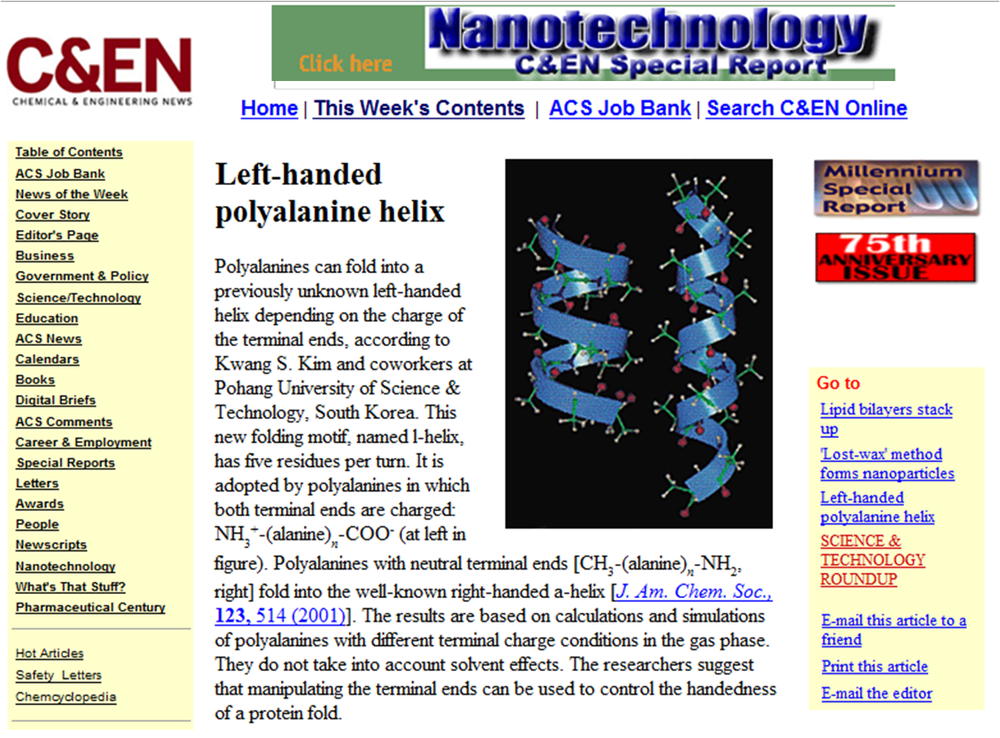 Click here
Nanotechnology
C&EN Special Report
C&EN
CHEMICAL & ENGINEERING NEWS
Home | This Week's Contents | ACS Job Bank | Search C&EN Online
Table of Contents
ACS Job Bank
News of the Week
Cover Story
Editor's Page
Business
Government & Policy
Science/Technology
Education
ACS News
Calendars
Books
Digital Briefs
ACS Comments
Career & Employment
Special Reports
Letters
Awards
People
Newscripts
Nanotechnology
What's That Stuff?
Pharmaceutical Century
Hot Articles
Safety Letters
Chemcyclopedia
Left-handed
polyalanine helix
Polyalanines can fold into a
previously unknown left-handed
helix depending on the charge of
the terminal ends, according to
Kwang S. Kim and coworkers at
Pohang University of Science &
Technology, South Korea. This
new folding motif, named l-helix,
has five residues per turn. It is
adopted by polyalanines in which
both terminal ends are charged:
NH₃⁺-(alanine)ₙ-COO⁻ (at left in
figure). Polyalanines with neutral terminal ends [CH₃-(alanine)ₙ-NH₂,
right] fold into the well-known right-handed a-helix [J. Am. Chem. Soc.,
123, 514 (2001)]. The results are based on calculations and simulations
of polyalanines with different terminal charge conditions in the gas phase.
They do not take into account solvent effects. The researchers suggest
that manipulating the terminal ends can be used to control the handedness
of a protein fold.
Millennium
Special
Report
75th
ANNIVERSARY
ISSUE
Go to
Lipid bilayers stack
up
'Lost-wax' method
forms nanoparticles
Left-handed
polyalanine helix
SCIENCE &
TECHNOLOGY
ROUNDUP
E-mail this article to a
friend
Print this article
E-mail the editor